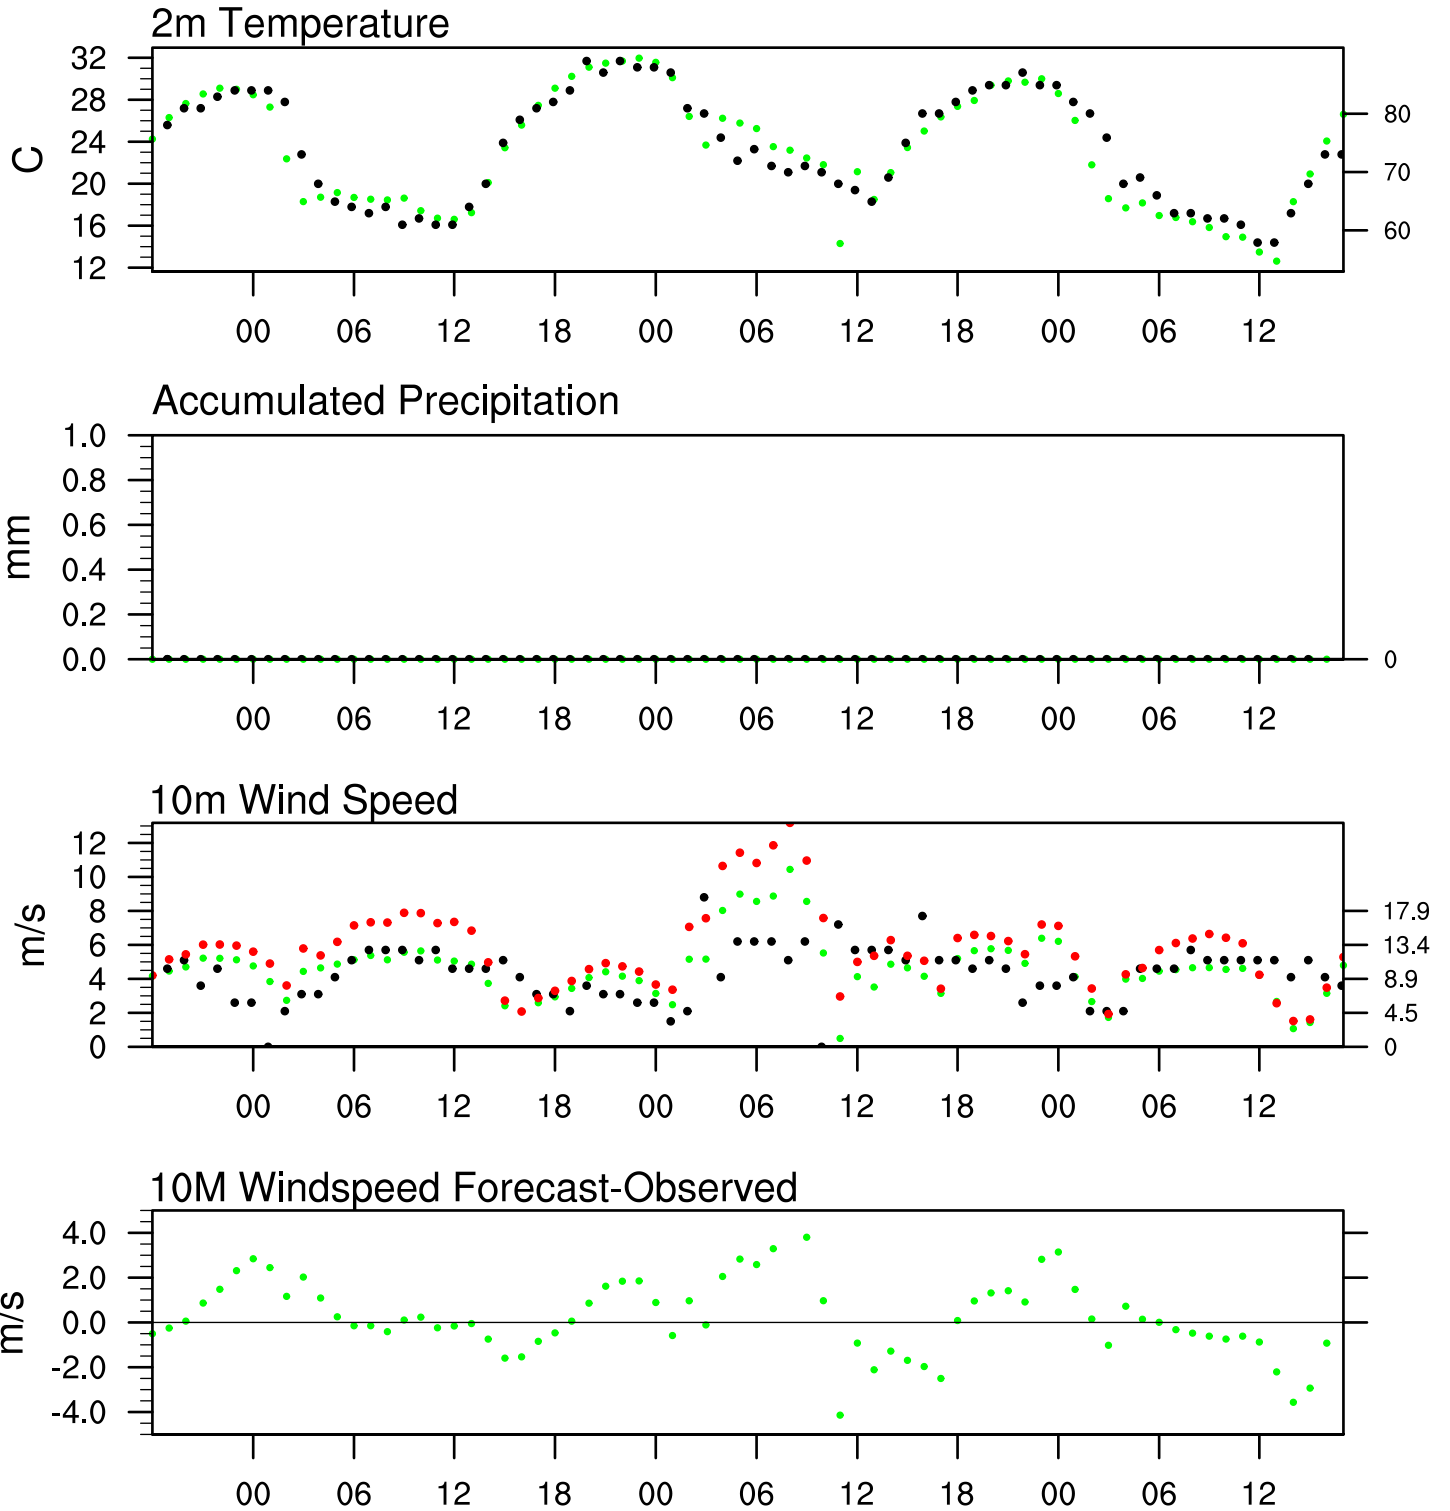 2m Temperature
32
28
24
20
16
12
C
80
70
60
00 06 12 18 00 06 12 18 00 06 12
Accumulated Precipitation
1.0
0.8
0.6
0.4
0.2
0.0
mm
0
00 06 12 18 00 06 12 18 00 06 12
10m Wind Speed
12
10
8
6
4
2
0
m/s
17.9
13.4
8.9
4.5
0
00 06 12 18 00 06 12 18 00 06 12
10M Windspeed Forecast-Observed
4.0
2.0
0.0
-2.0
-4.0
m/s
00 06 12 18 00 06 12 18 00 06 12